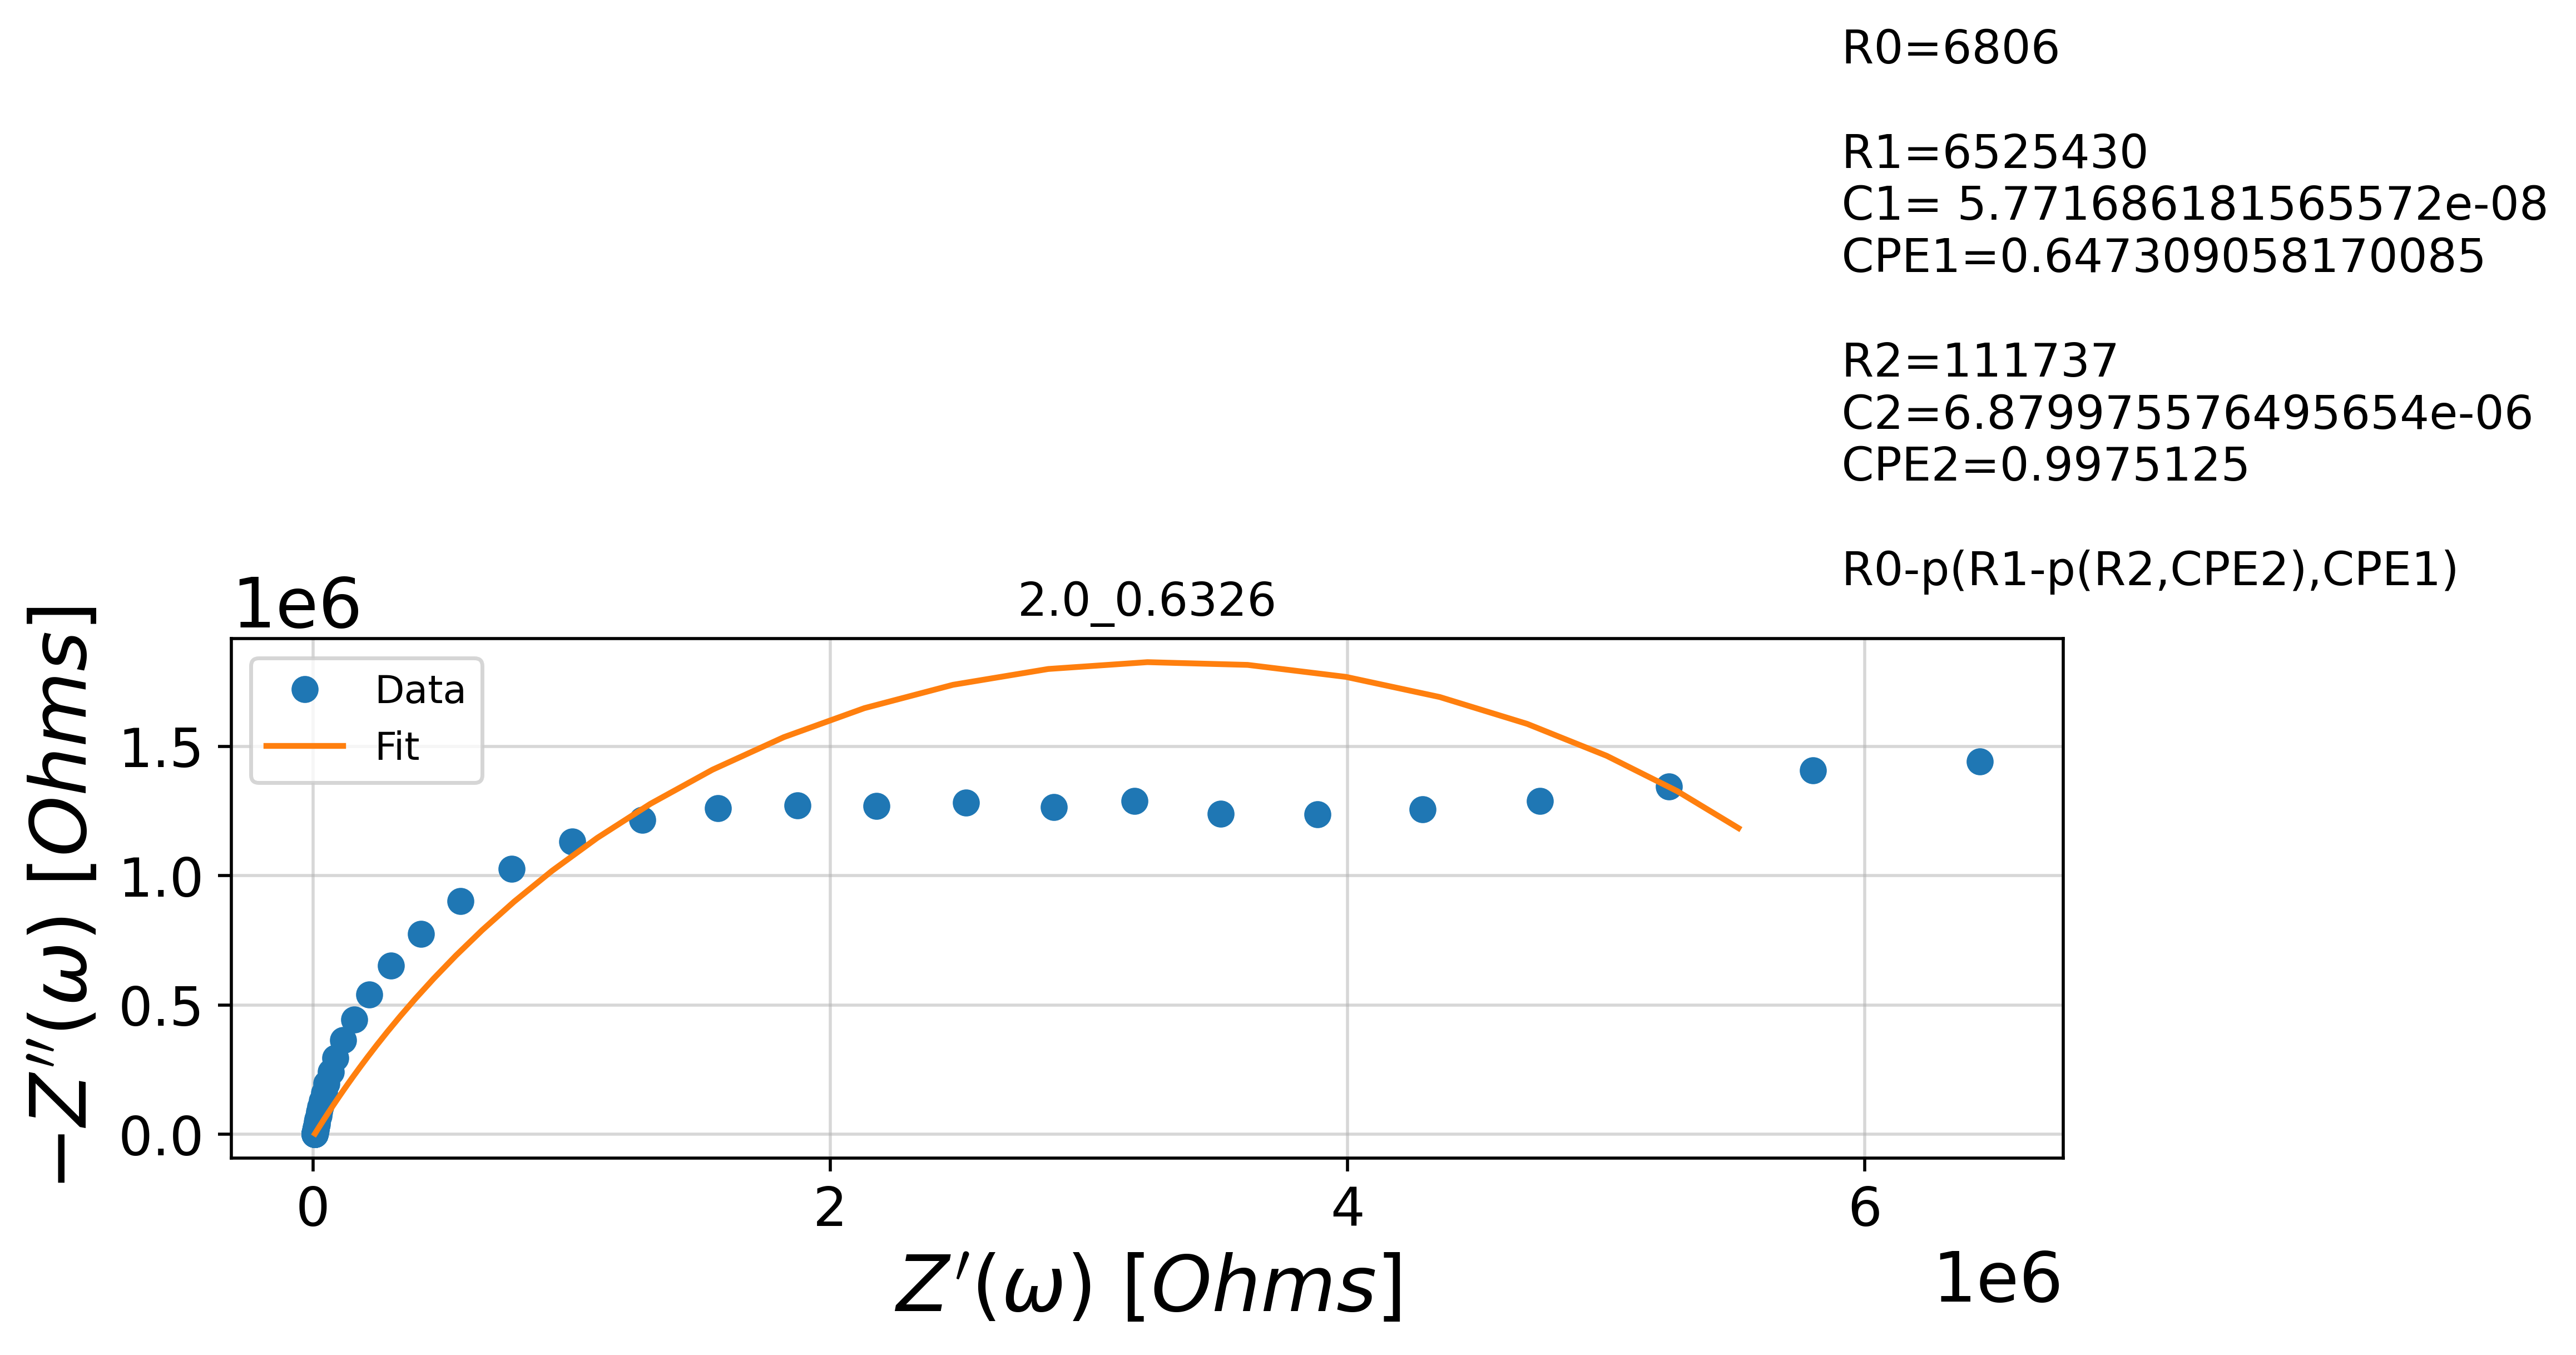 R0=6806
R1=6525430
C1= 5.771686181565572e-08
CPE1=0.647309058170085
R2=111737
C2=6.879975576495654e-06
CPE2=0.9975125
R0-p(R1-p(R2,CPE2),CPE1)
1e6
2.0_0.6326
Data
Fit
1.5
1.0
0.5
0.0
−Z′′(ω) [Ohms]
0 2 4 6
1e6
Z′(ω) [Ohms]